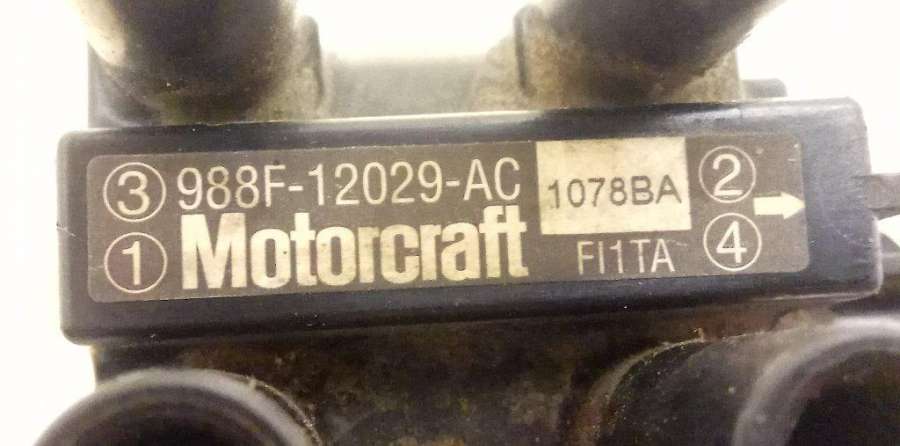 ③ 988F-12029-AC 1078BA ②
① Motorcraft FI1TA ④